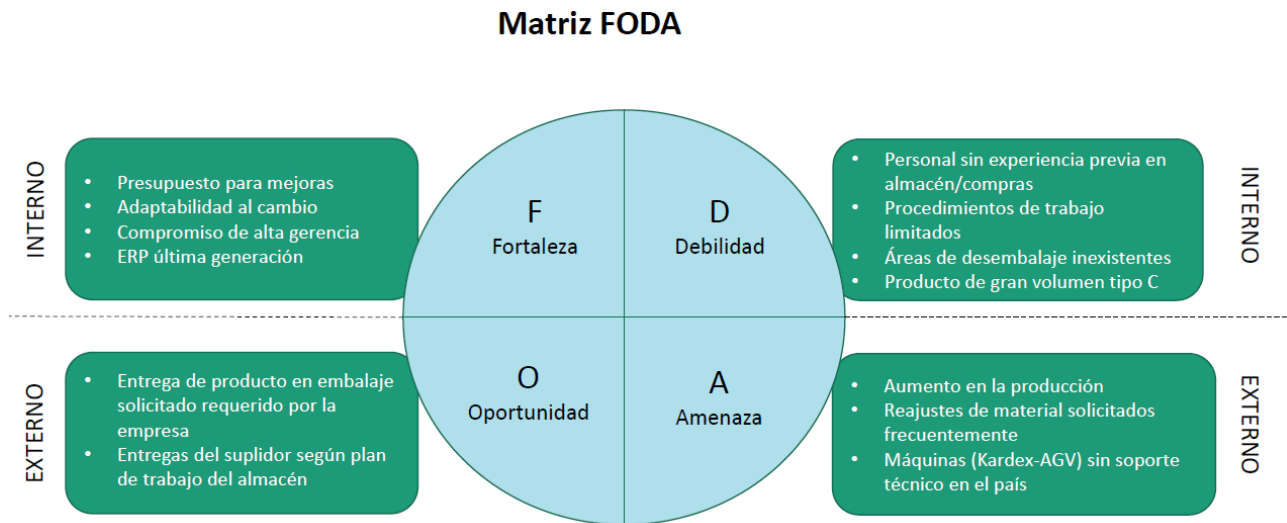 Matriz FODA
INTERNO
• Presupuesto para mejoras
• Adaptabilidad al cambio
• Compromiso de alta gerencia
• ERP última generación
F
Fortaleza
D
Debilidad
• Personal sin experiencia previa en
almacén/compras
• Procedimientos de trabajo
limitados
• Áreas de desembalaje inexistentes
• Producto de gran volumen tipo C
INTERNO
EXTERNO
• Entrega de producto en embalaje
solicitado requerido por la
empresa
• Entregas del suplidor según plan
de trabajo del almacén
O
Oportunidad
A
Amenaza
• Aumento en la producción
• Reajustes de material solicitados
frecuentemente
• Máquinas (Kardex-AGV) sin soporte
técnico en el país
EXTERNO